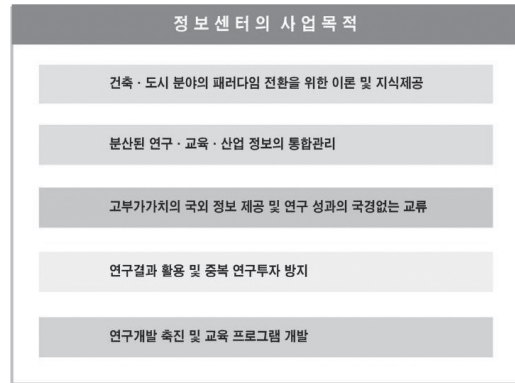 정보센터의 사업목적
건축 · 도시 분야의 패러다임 전환을 위한 이론 및 지식제공
분산된 연구 · 교육 · 산업 정보의 통합관리
고부가가치의 국외 정보 제공 및 연구 성과의 국경없는 교류
연구결과 활용 및 중복 연구투자 방지
연구개발 촉진 및 교육 프로그램 개발